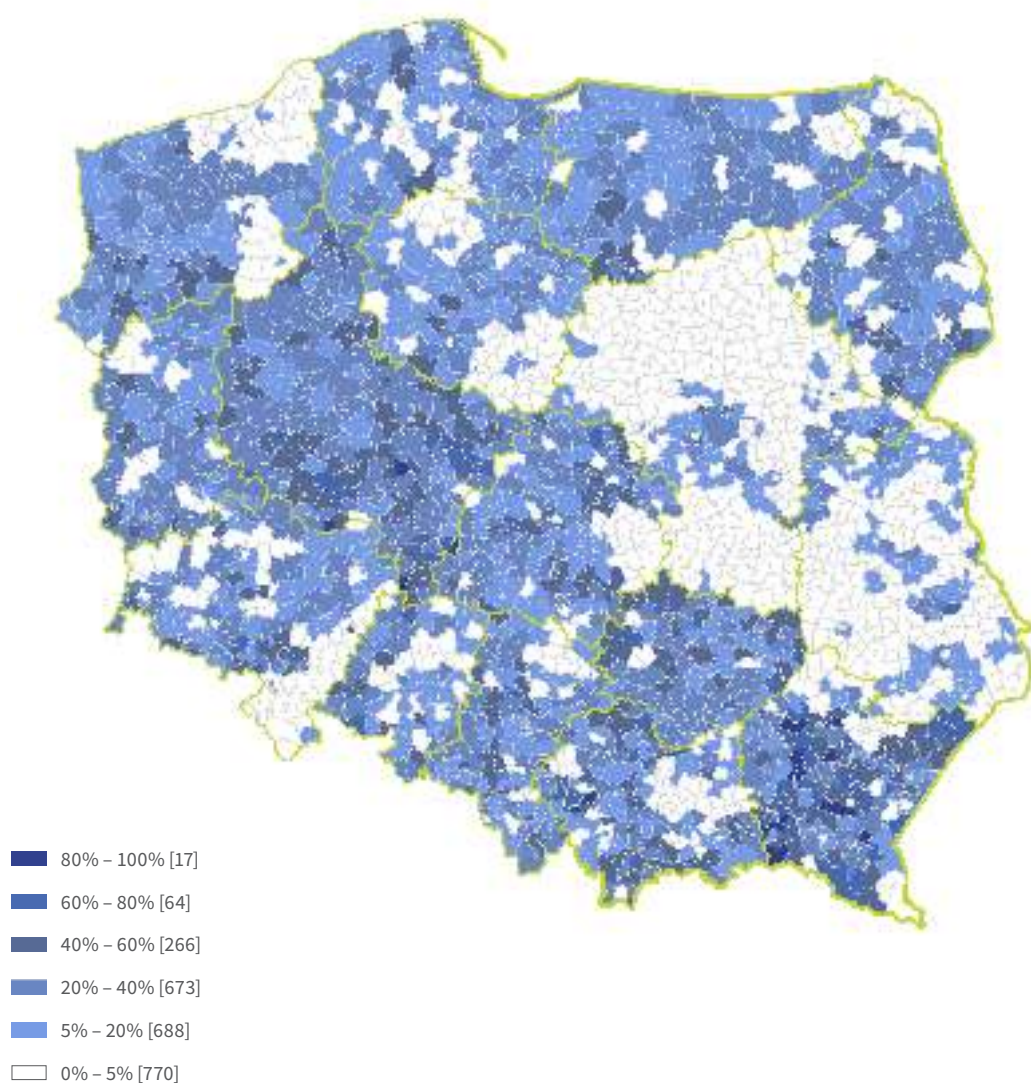 80% – 100% [17]
60% – 80% [64]
40% – 60% [266]
20% – 40% [673]
5% – 20% [688]
0% – 5% [770]